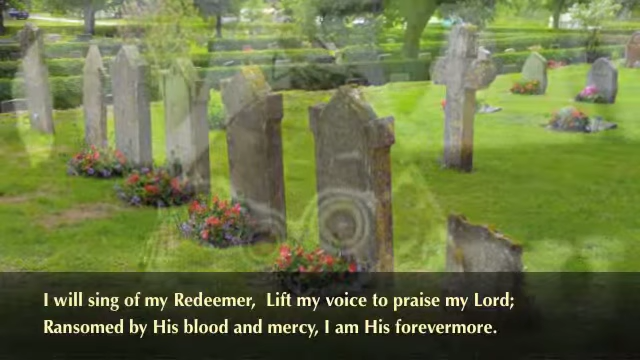 I will sing of my Redeemer,  Lift my voice to praise my Lord;
Ransomed by His blood and mercy, I am His forevermore.